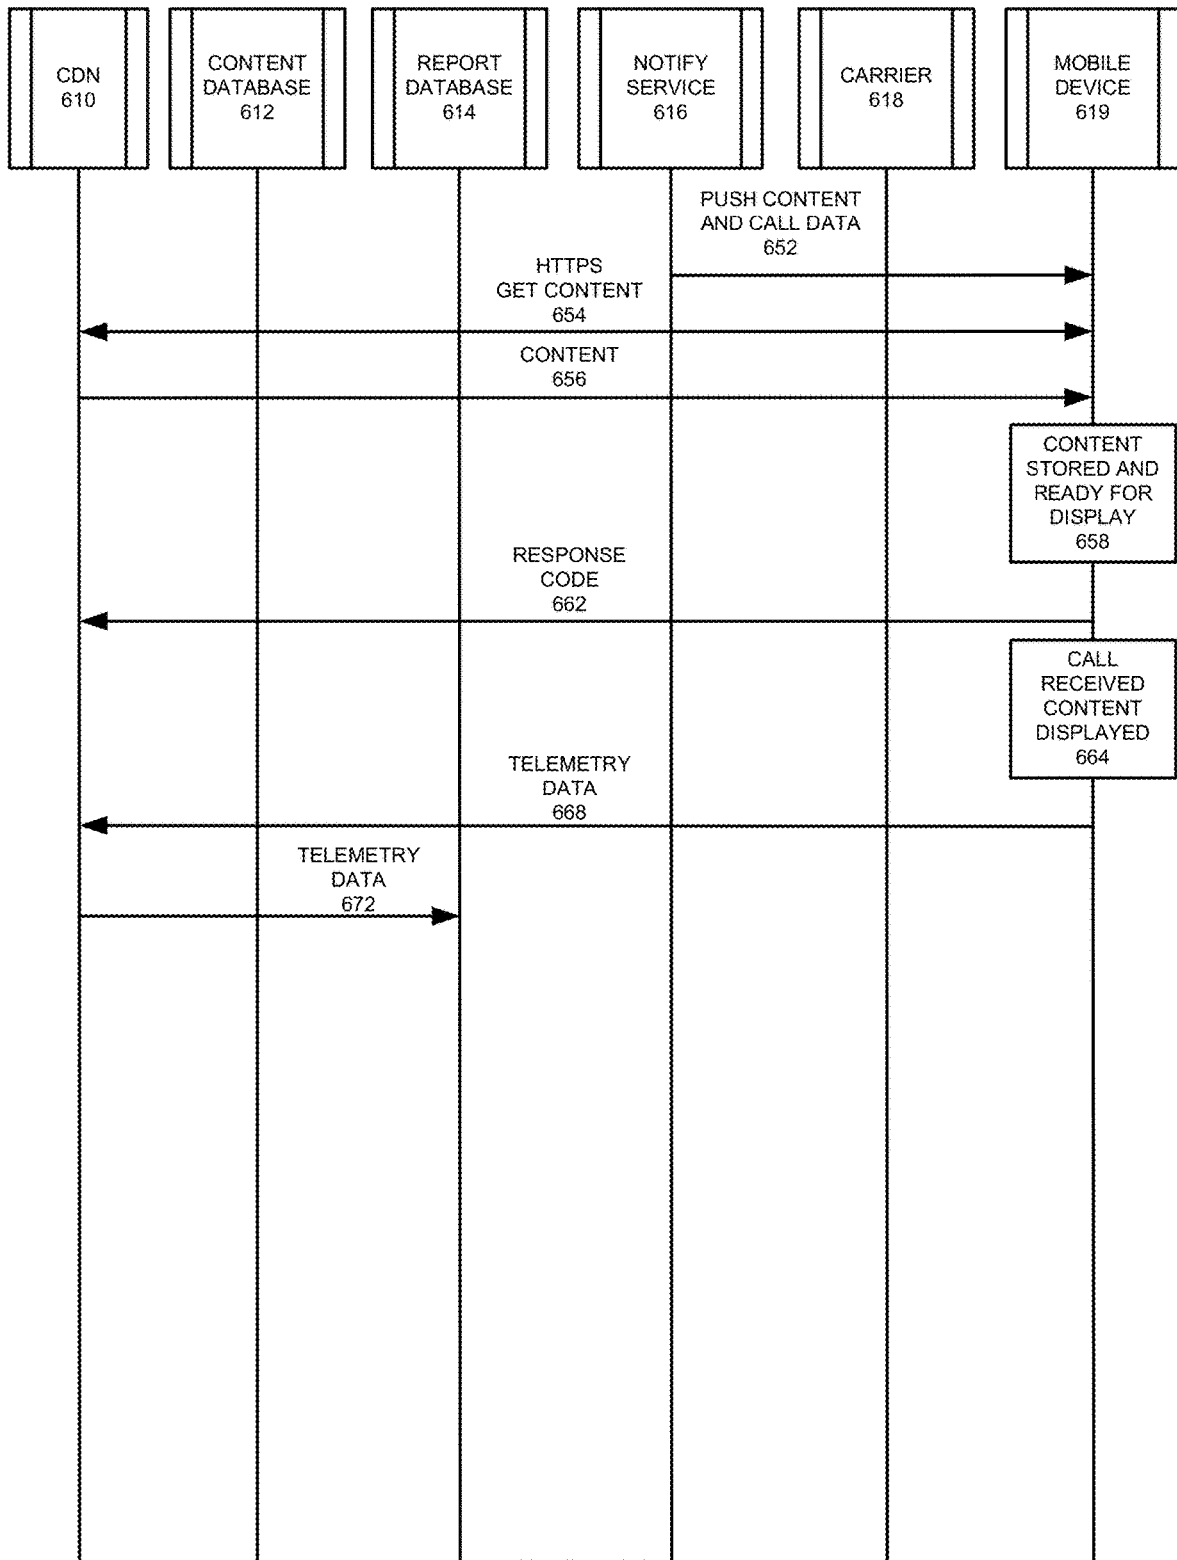 CDN
610
CONTENT
DATABASE
612
REPORT
DATABASE
614
NOTIFY
SERVICE
616
CARRIER
618
MOBILE
DEVICE
619
PUSH CONTENT
AND CALL DATA
652
HTTPS
GET CONTENT
654
CONTENT
656
CONTENT
STORED AND
READY FOR
DISPLAY
658
RESPONSE
CODE
662
CALL
RECEIVED
CONTENT
DISPLAYED
664
TELEMETRY
DATA
668
TELEMETRY
DATA
672